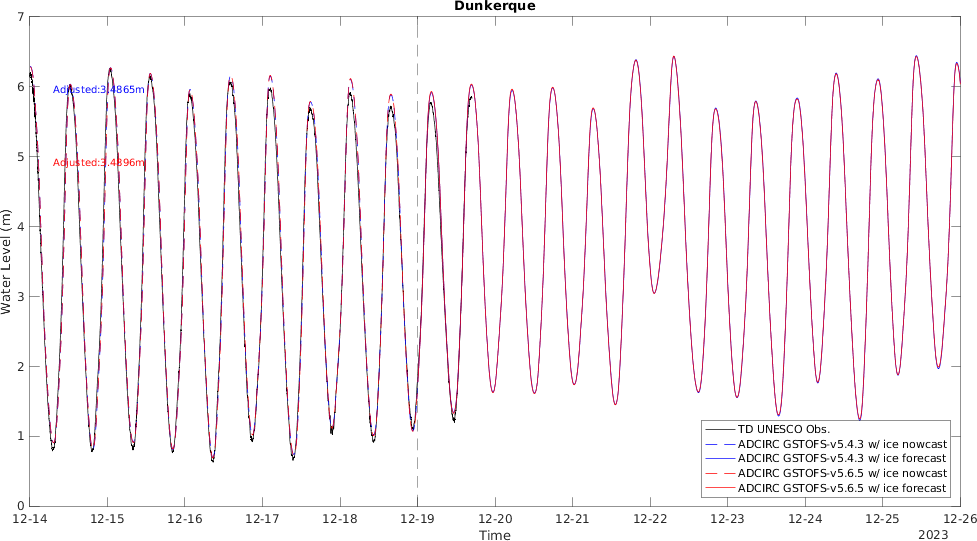 Dunkerque
7
6
5
4
3
2
1
0
Water Level (m)
Adjusted:3.4865m
Adjusted:3.4896m
TD UNESCO Obs.
ADCIRC GSTOFS-v5.4.3 w/ ice nowcast
ADCIRC GSTOFS-v5.4.3 w/ ice forecast
ADCIRC GSTOFS-v5.6.5 w/ ice nowcast
ADCIRC GSTOFS-v5.6.5 w/ ice forecast
12-14 12-15 12-16 12-17 12-18 12-19 12-20 12-21 12-22 12-23 12-24 12-25 12-26
Time
2023